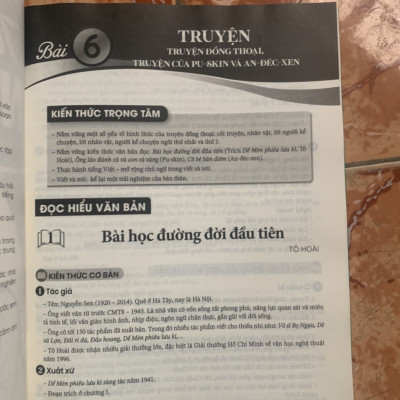 Bài 6
TRUYỆN
TRUYỆN ĐỒNG THOẠI,
TRUYỆN CỦA PU-SKIN VÀ AN-ĐÉC-XEN
KIẾN THỨC TRỌNG TÂM
– Nắm vững một số yếu tố hình thức của truyện đồng thoại: cốt truyện, nhân vật, lời người kể
chuyện, lời nhân vật, người kể chuyện ngôi thứ nhất và thứ 3.
– Nắm vững kiến thức văn bản đọc: Bài học đường đời đầu tiên (Trích Dế Mèn phiêu lưu kí, Tô
Hoài), Ông lão đánh cá và con cá vàng (Pu-skin), Cô bé bán diêm (An-đéc-xen).
– Thực hành tiếng Việt – mở rộng chủ ngữ trong viết và nói.
– Viết và nói: kể lại một trải nghiệm của bản thân.
ĐỌC HIỂU VĂN BẢN
1 Bài học đường đời đầu tiên
TÔ HOÀI
KIẾN THỨC CƠ BẢN
1 Tác giả
– Tên: Nguyễn Sen (1920 – 2014). Quê ở Hà Tây, nay là Hà Nội.
– Ông viết văn từ trước CMT8 – 1945. Là nhà văn có vốn sống rất phong phú, năng lực quan sát và miêu
tả tinh tế, lối văn giàu hình ảnh, nhịp điệu, ngôn ngữ chân thực, gần gũi với đời sống.
– Ông có tới 130 tác phẩm đã xuất bản. Trong đó nhiều tác phẩm viết cho thiếu nhi như: Võ sĩ Bọ Ngựa, Dê
và Lợn, Đôi ri đá, Đảo hoang, Dế Mèn phiêu lưu kí,...
– Tô Hoài được nhận nhiều giải thưởng lớn, đặc biệt là Giải thưởng Hồ Chí Minh về văn học nghệ thuật
năm 1996.
2 Xuất xứ
– Dế Mèn phiêu lưu kí sáng tác năm 1941.
– Đoạn trích ở chương I.